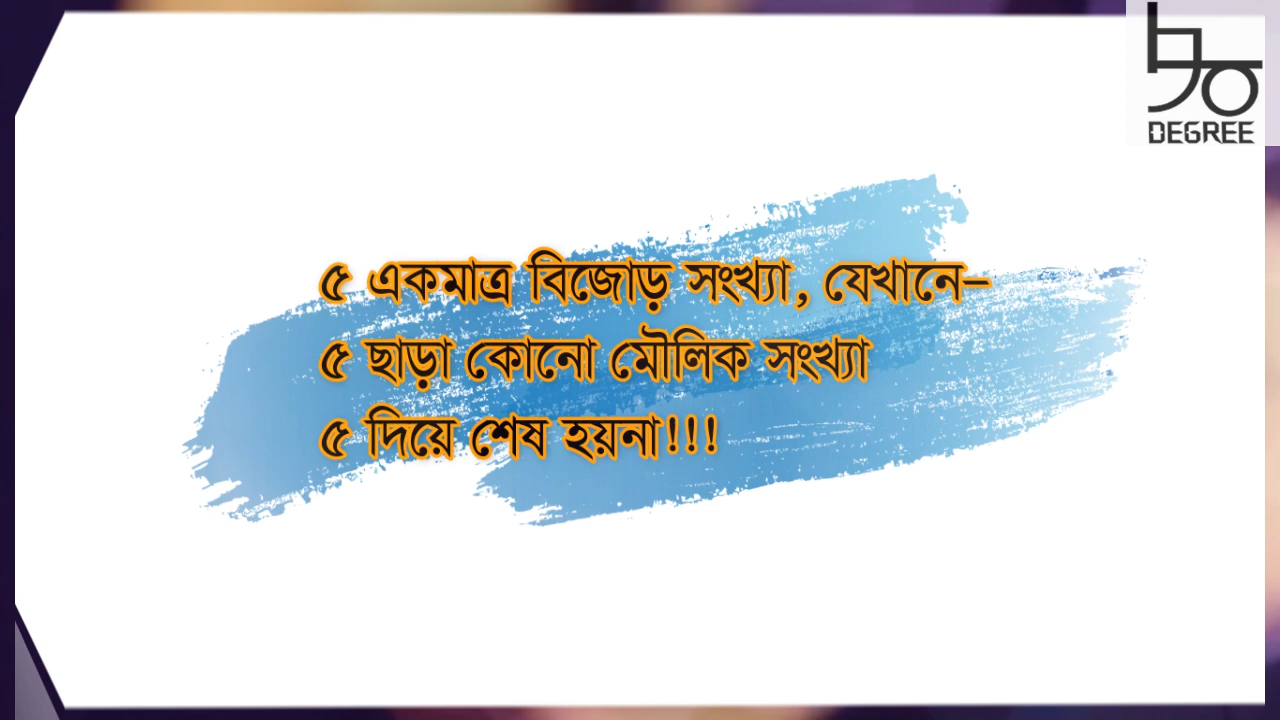 ৫ একমাত্র বিজোড় সংখ্যা, যেখানে-
৫ ছাড়া কোনো মৌলিক সংখ্যা
৫ দিয়ে শেষ হয়না!!!
DEGREE